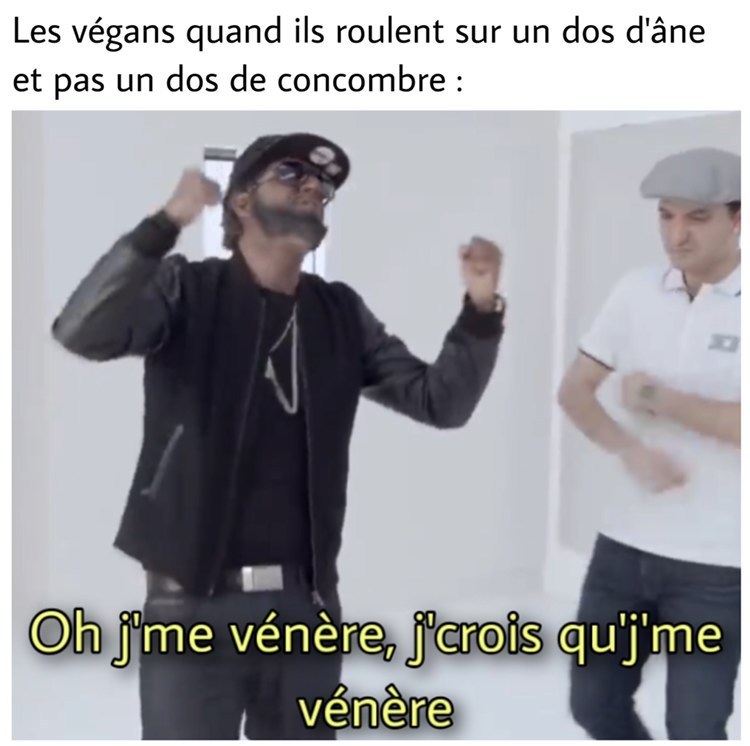 Les végans quand ils roulent sur un dos d'âne
et pas un dos de concombre :
Oh j'me vénère, j'crois qu'j'me
vénère